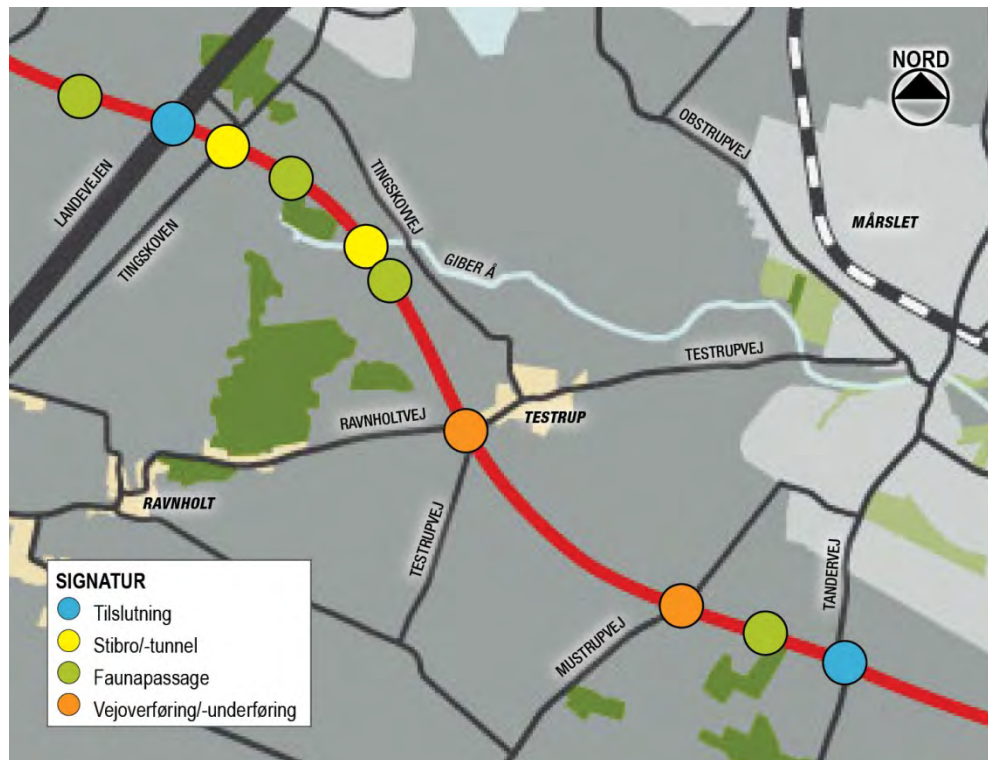 NORD
OBSTRUPVEJ
LANDEVEJEN
TINGSKOVVEJ
MÅRSLET
TINGSKOVEN
GIBER Å
TESTRUPVEJ
RAVNHOLTVEJ
TESTRUP
RAVNHOLT
TESTRUPVEJ
TANDERVEJ
MUSTRUPVEJ
SIGNATUR
Tilslutning
Stibro/-tunnel
Faunapassage
Vejoverføring/-underføring